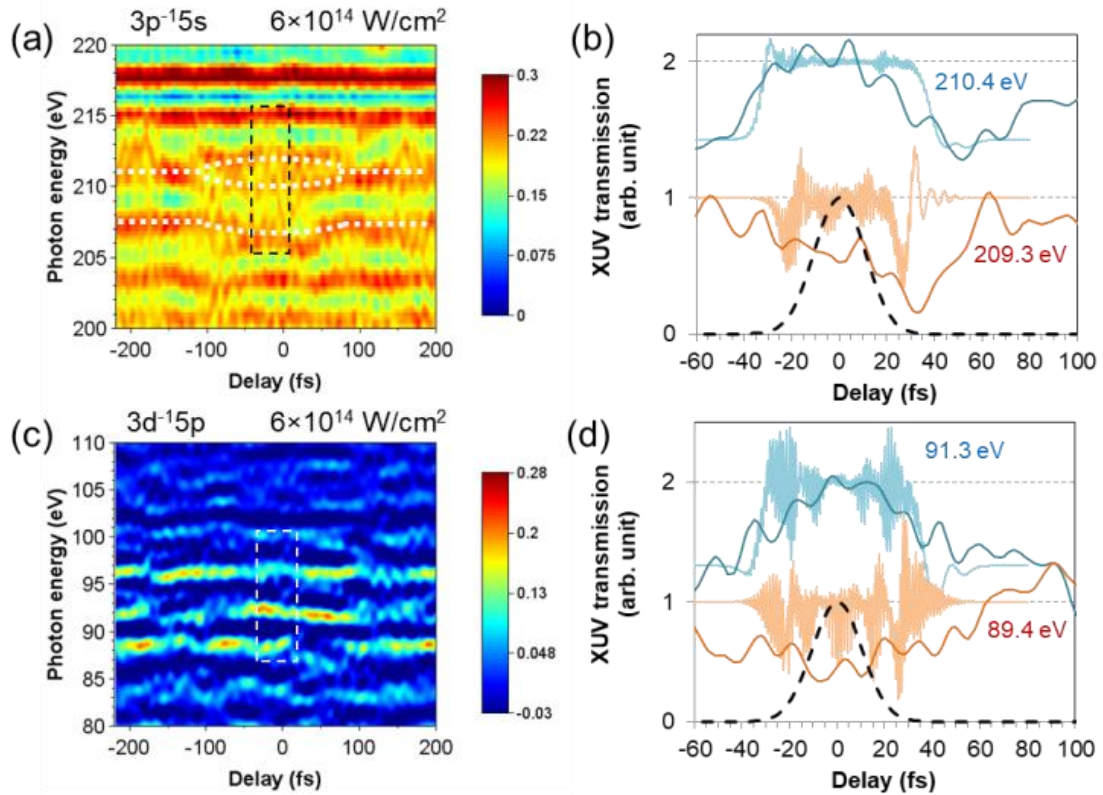 (a) 3p⁻¹5s 6×10¹⁴ W/cm²
Photon energy (eV)
220
215
210
205
200
-200 -100 0 100 200
Delay (fs)
0.3
0.22
0.15
0.075
0
(b)
XUV transmission
(arb. unit)
2
1
0
210.4 eV
209.3 eV
-60 -40 -20 0 20 40 60 80 100
Delay (fs)
(c) 3d⁻¹5p 6×10¹⁴ W/cm²
Photon energy (eV)
110
105
100
95
90
85
80
-200 -100 0 100 200
Delay (fs)
0.28
0.2
0.13
0.048
-0.03
(d)
XUV transmission
(arb. unit)
2
1
0
91.3 eV
89.4 eV
-60 -40 -20 0 20 40 60 80 100
Delay (fs)